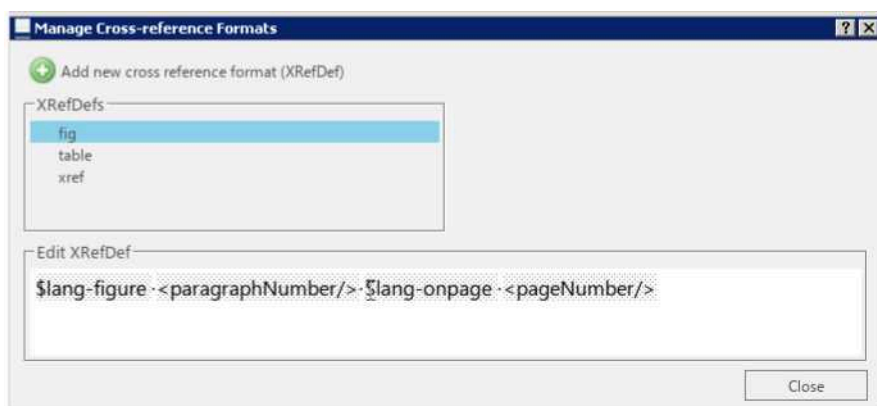 Manage Cross-reference Formats
Add new cross reference format (XRefDef)
XRefDefs
fig
table
xref
Edit XRefDef
$lang-figure ·<paragraphNumber/>·$lang-onpage ·<pageNumber/>
Close